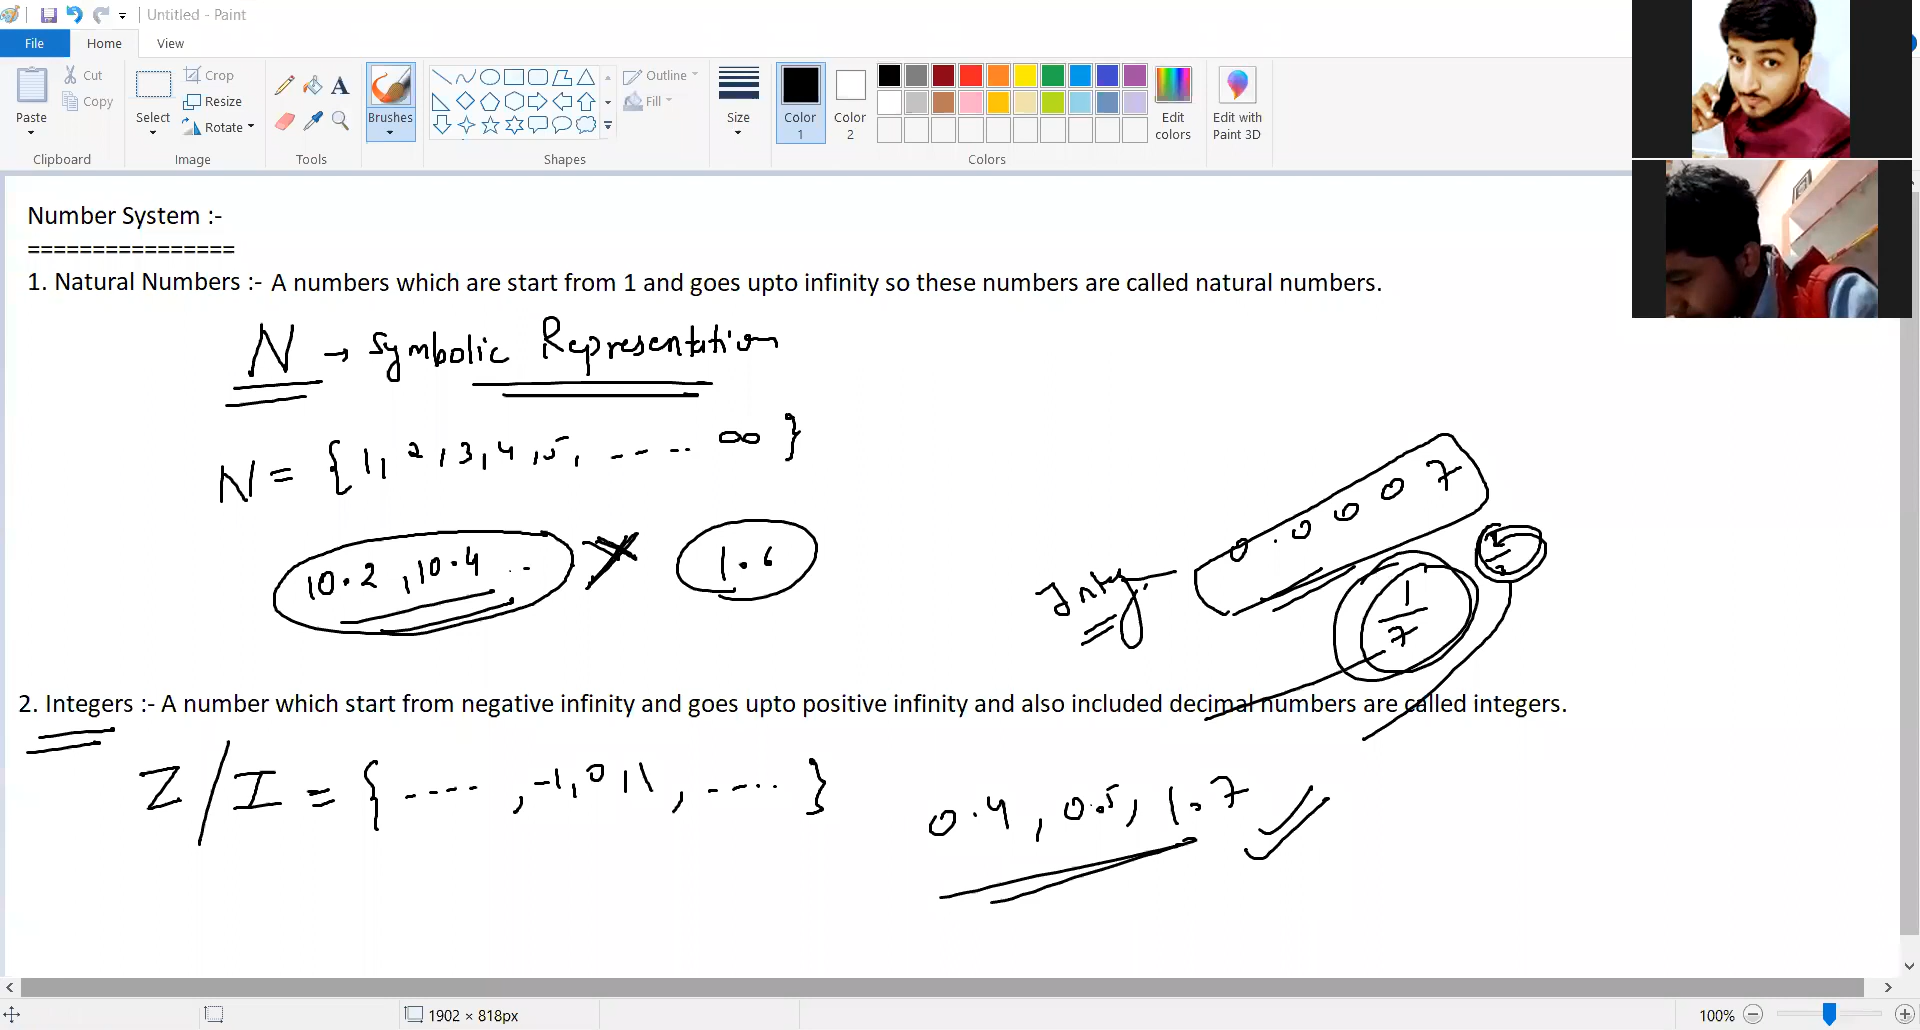 Untitled - Paint
File Home View
Paste
Cut
Copy
Clipboard
Select
Crop
Resize
Rotate
Image
Tools
Brushes
Shapes
Outline
Fill
Size
Color 1
Color 2
Edit colors
Colors
Edit with Paint 3D
Number System :-
================
1. Natural Numbers :- A numbers which are start from 1 and goes upto infinity so these numbers are called natural numbers.
N → Symbolic Representation
N = {1, 2, 3, 4, 5, ---.. ∞ }
10.2, 10.4 ..
1.6
0.0007
Integ.
1/7
2. Integers :- A number which start from negative infinity and goes upto positive infinity and also included decimal numbers are called integers.
Z/I = { ----, -1, 0, 1, ---.. }
0.4, 0.5, 1.7
1902 × 818px
100%